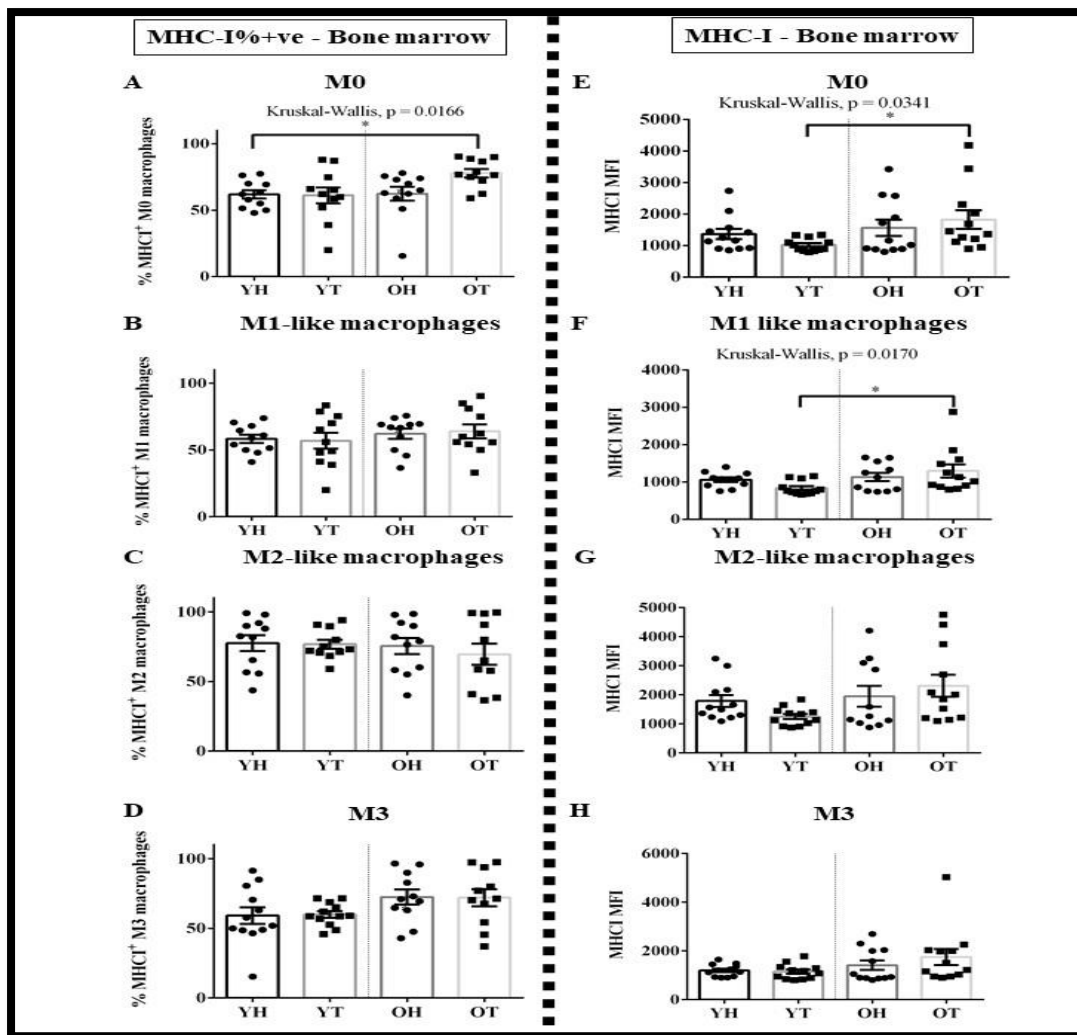 MHC-I%+ve - Bone marrow
A
M0
Kruskal-Wallis, p = 0.0166
*
% MHCI+ M0 macrophages
100
50
0
YH YT OH OT
B
M1-like macrophages
% MHCI+ M1 macrophages
100
50
0
YH YT OH OT
C
M2-like macrophages
% MHCI+ M2 macrophages
100
50
0
YH YT OH OT
D
M3
% MHCI+ M3 macrophages
100
50
0
YH YT OH OT
MHC-I - Bone marrow
E
M0
Kruskal-Wallis, p = 0.0341
*
MHCI MFI
5000
4000
3000
2000
1000
0
YH YT OH OT
F
M1 like macrophages
Kruskal-Wallis, p = 0.0170
*
MHCI MFI
4000
3000
2000
1000
0
YH YT OH OT
G
M2-like macrophages
MHCI MFI
5000
4000
3000
2000
1000
0
YH YT OH OT
H
M3
MHCI MFI
6000
4000
2000
0
YH YT OH OT